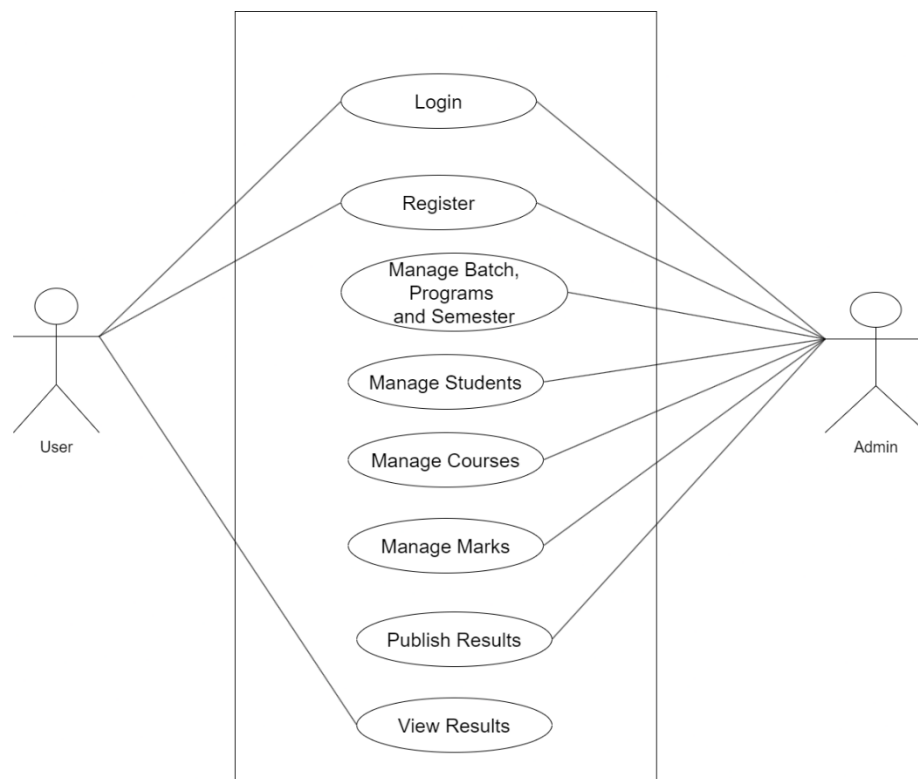 Login
Register
Manage Batch,
Programs
and Semester
Manage Students
User
Admin
Manage Courses
Manage Marks
Publish Results
View Results